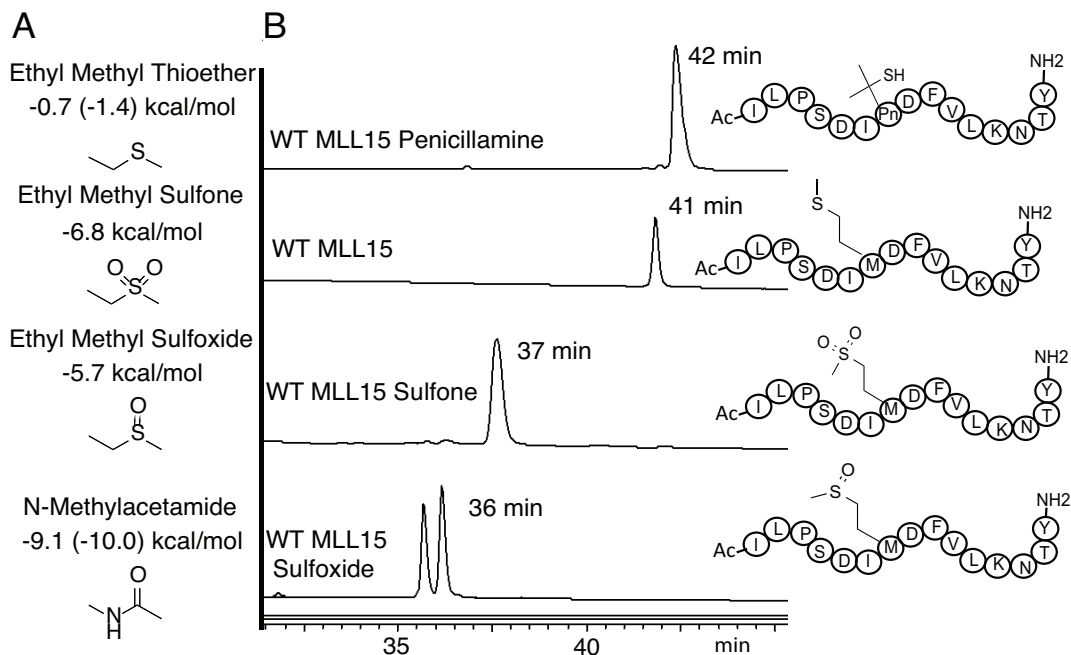 A
B
Ethyl Methyl Thioether
-0.7 (-1.4) kcal/mol
S
Ethyl Methyl Sulfone
-6.8 kcal/mol
O O
S
Ethyl Methyl Sulfoxide
-5.7 kcal/mol
O
S
N-Methylacetamide
-9.1 (-10.0) kcal/mol
O
N
H
WT MLL15 Penicillamine
42 min
SH
NH2
Ac I L P S D I Pn D F V L K N T Y
WT MLL15
41 min
S
NH2
Ac I L P S D I M D F V L K N T Y
WT MLL15 Sulfone
37 min
O O
S
NH2
Ac I L P S D I M D F V L K N T Y
WT MLL15
Sulfoxide
36 min
O
S
NH2
Ac I L P S D I M D F V L K N T Y
35 40 min